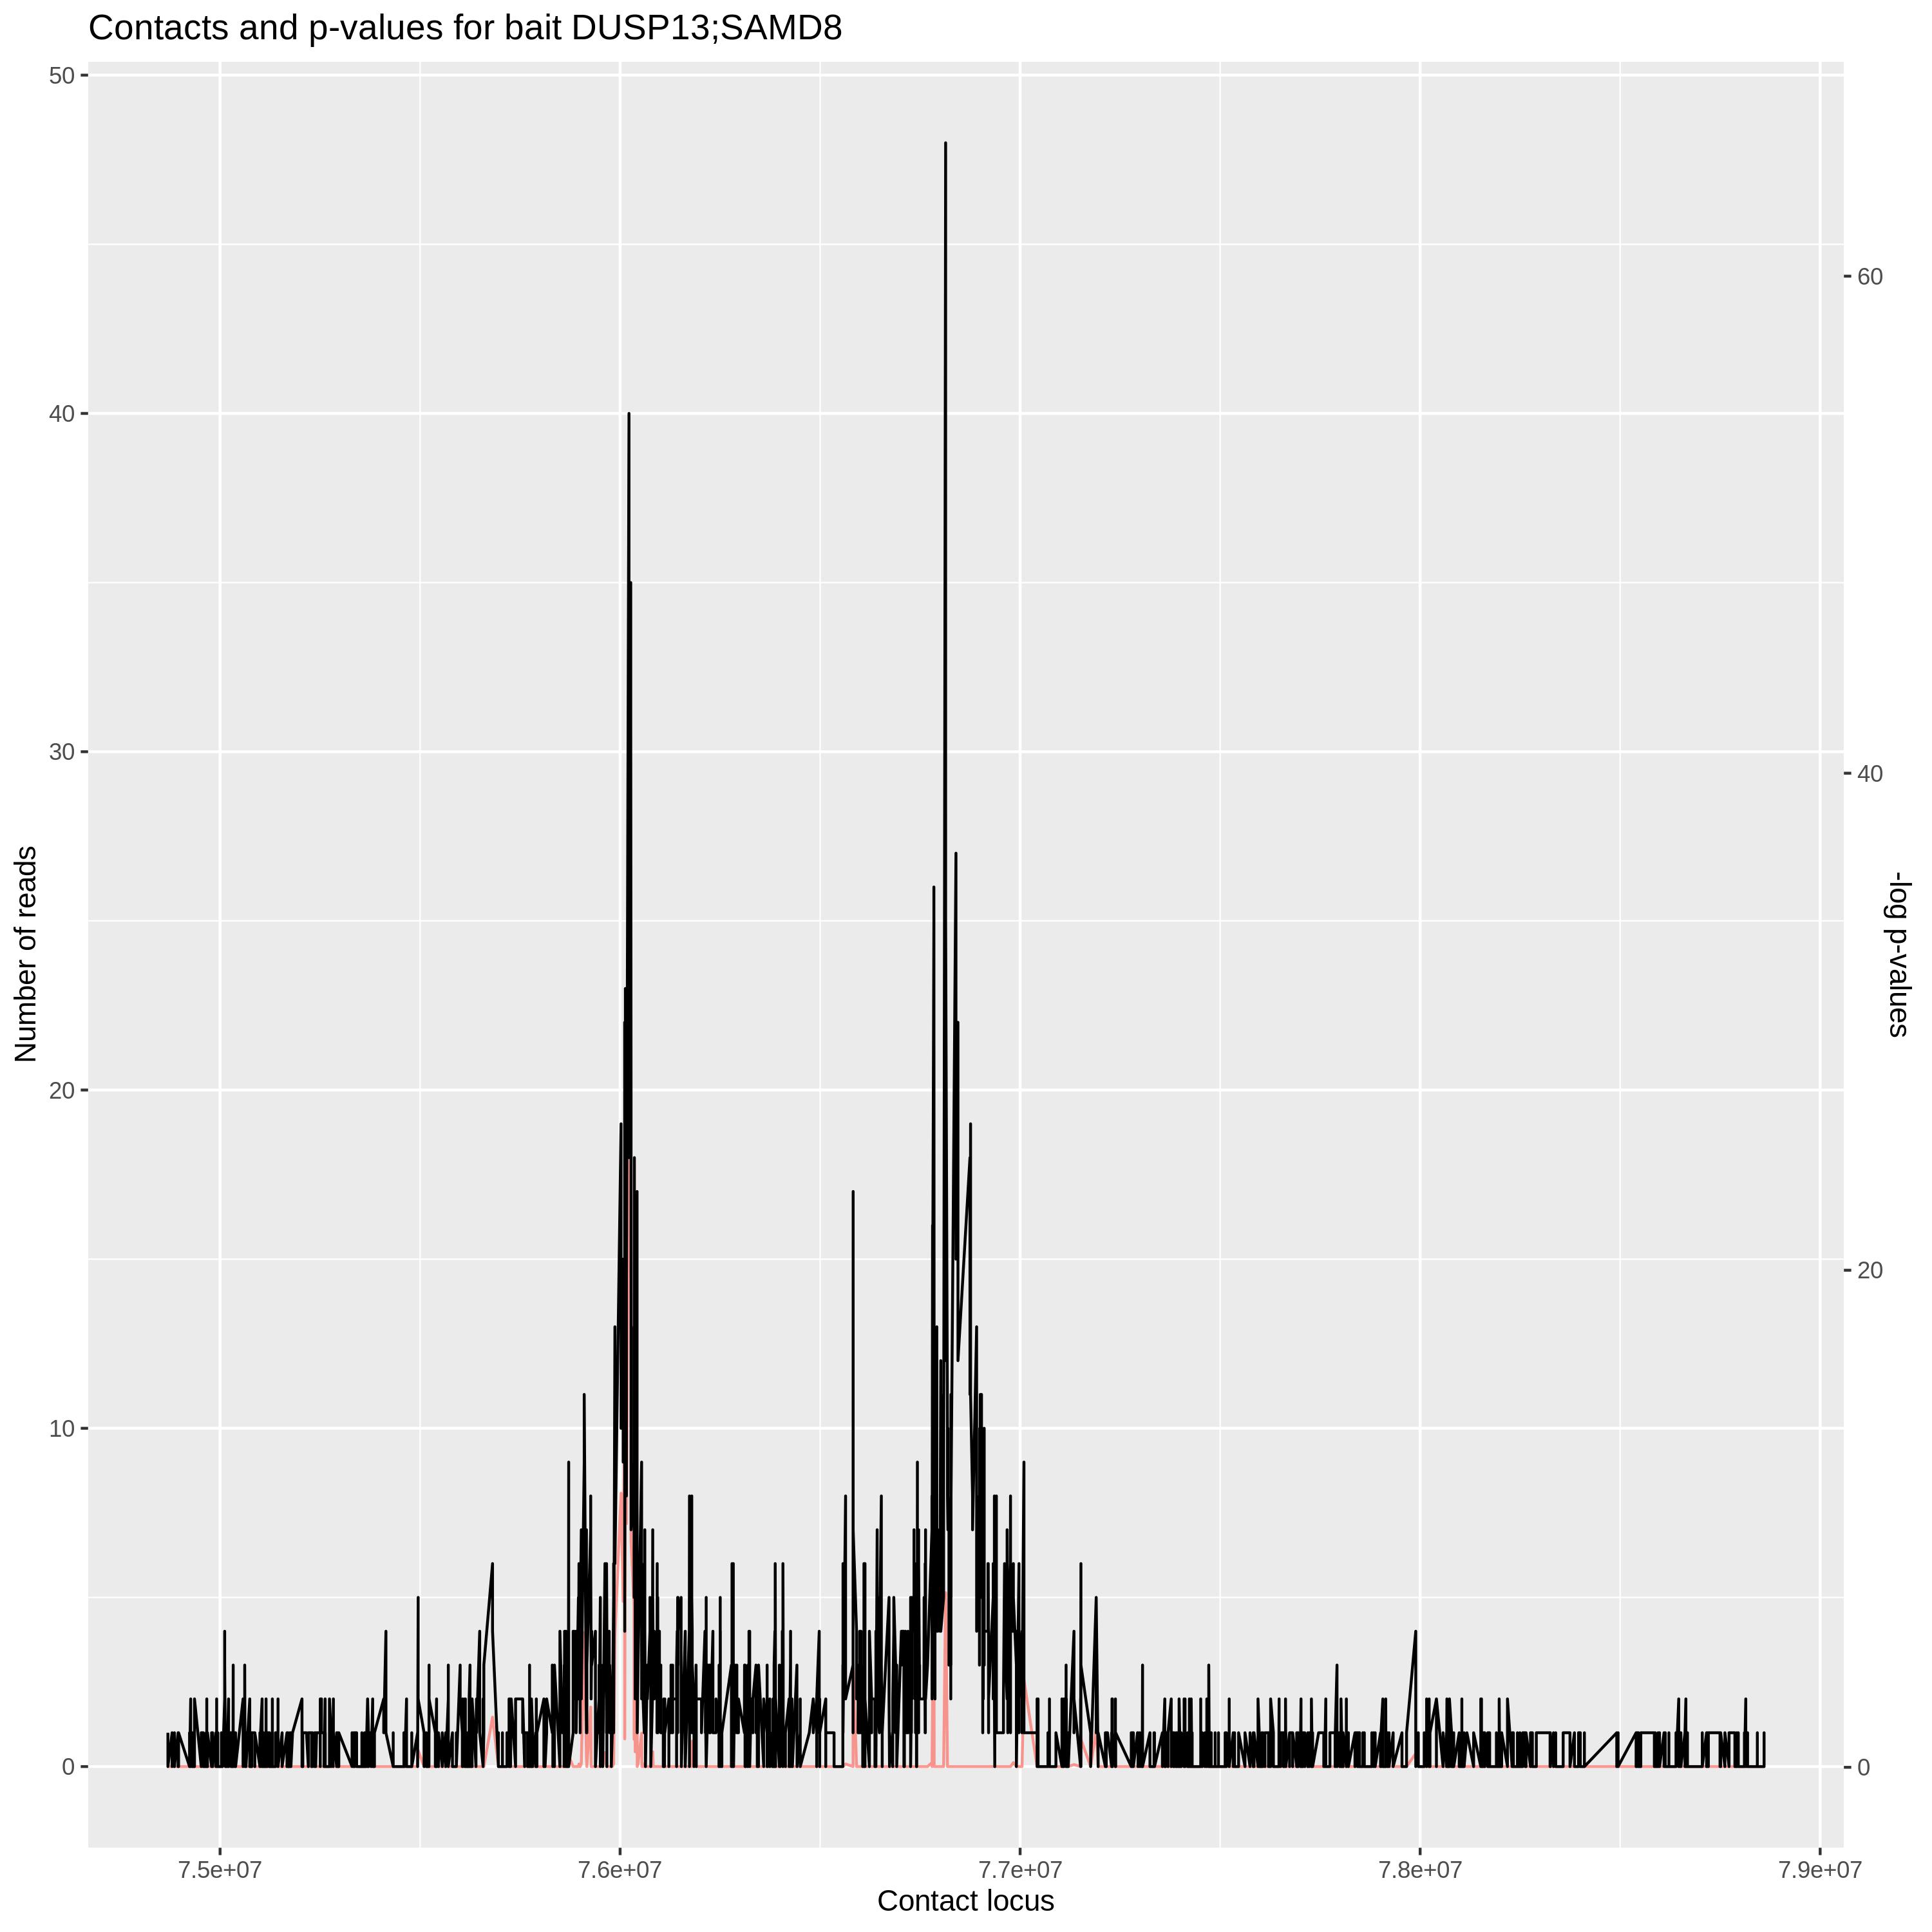 Contacts and p-values for bait DUSP13;SAMD8
50
40
30
20
10
0
Number of reads
60
40
20
0
-log p-values
7.5e+07
7.6e+07
7.7e+07
7.8e+07
7.9e+07
Contact locus